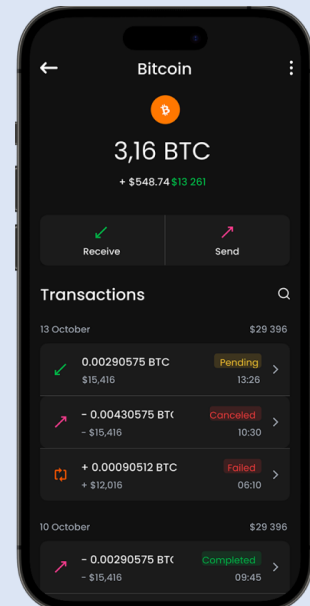 Bitcoin
3,16 BTC
+ $548.74 $13 261
Receive
Send
Transactions
13 October $29 396
0.00290575 BTC Pending
$15,416 13:26
- 0.00430575 BT Canceled
- $15,416 10:30
+ 0.00090512 BTC Failed
+ $12,016 06:10
10 October $29 396
- 0.00290575 BT Completed
- $15,416 09:45